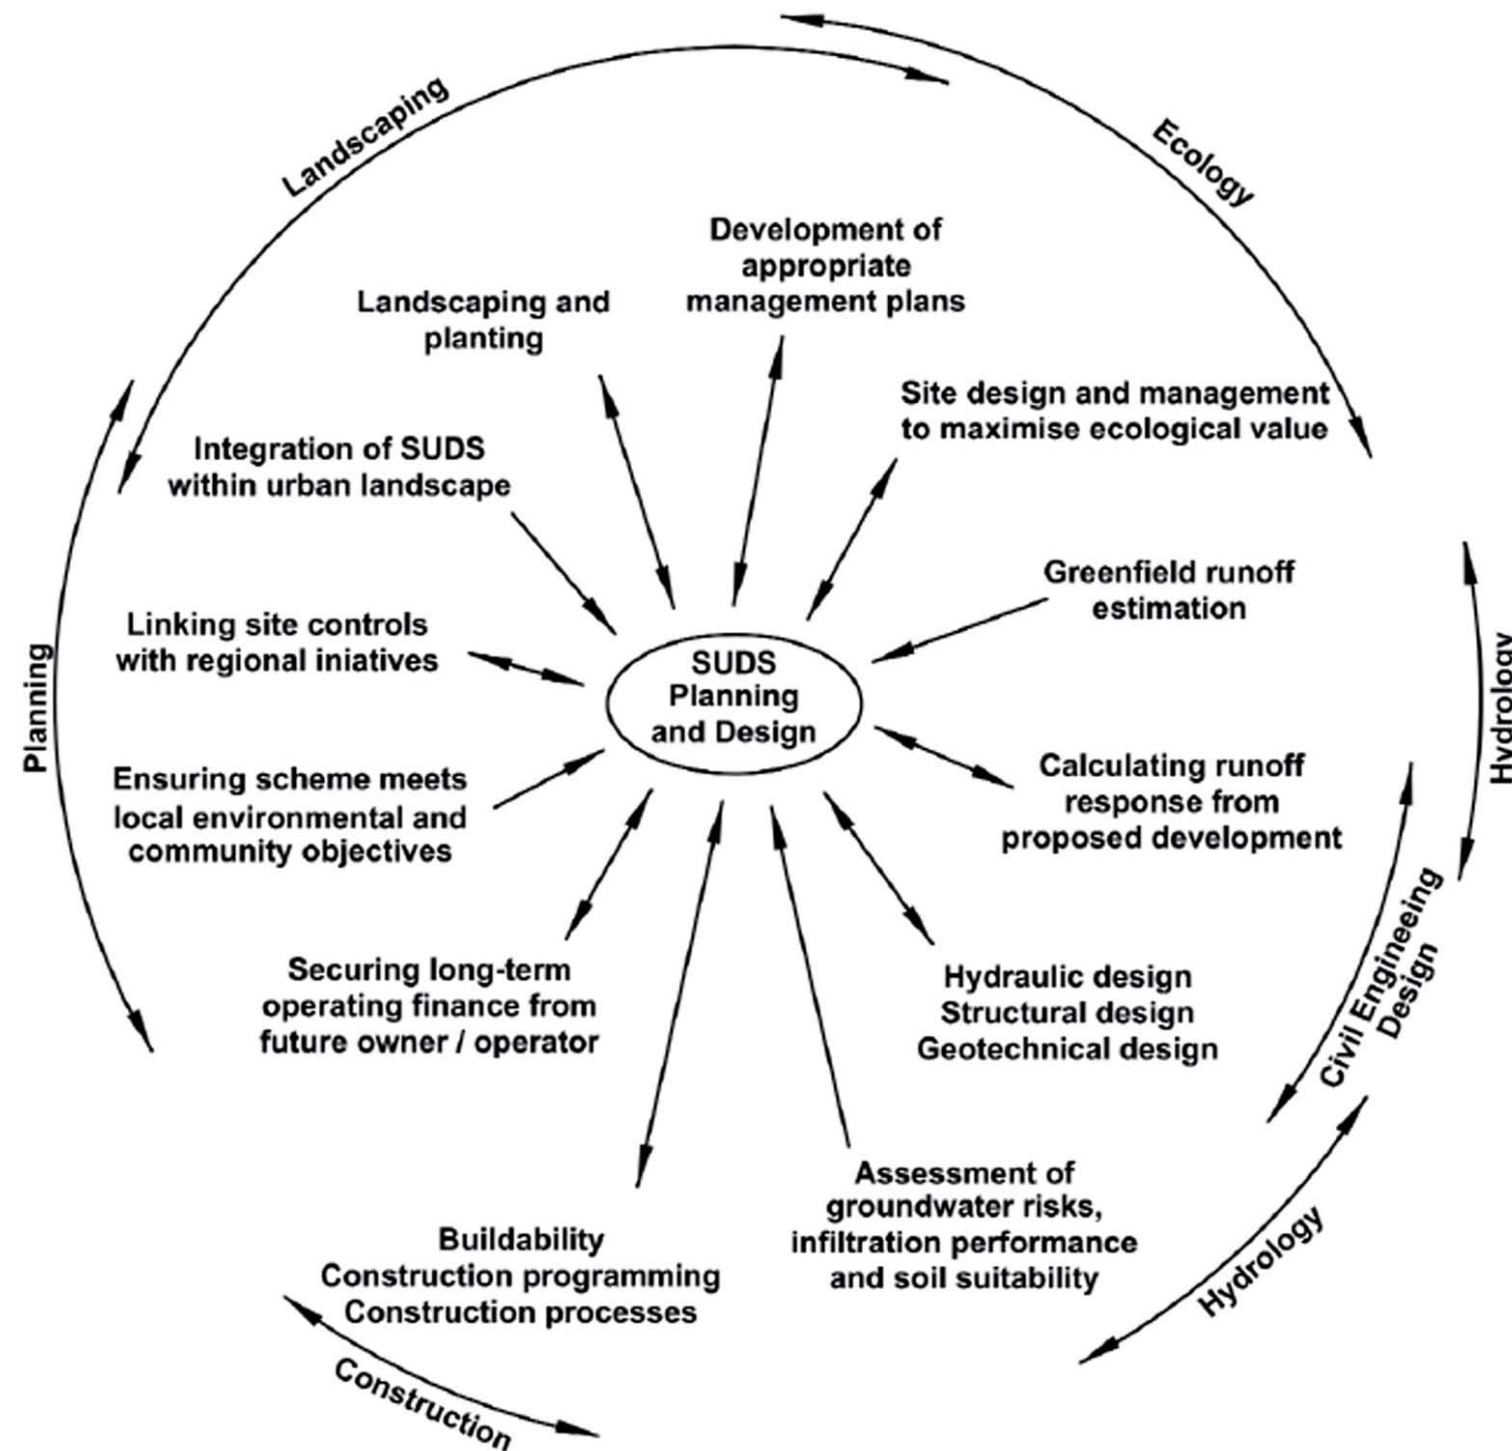 Landscaping
Ecology
Development of
appropriate
management plans
Landscaping and
planting
Site design and management
to maximise ecological value
Integration of SUDS
within urban landscape
Greenfield runoff
estimation
Linking site controls
with regional iniatives
SUDS
Planning
and Design
Planning
Hydrology
Ensuring scheme meets
local environmental and
community objectives
Calculating runoff
response from
proposed development
Civil Engineeing
Design
Securing long-term
operating finance from
future owner / operator
Hydraulic design
Structural design
Geotechnical design
Assessment of
groundwater risks,
infiltration performance
and soil suitability
Hydrology
Buildability
Construction programming
Construction processes
Construction